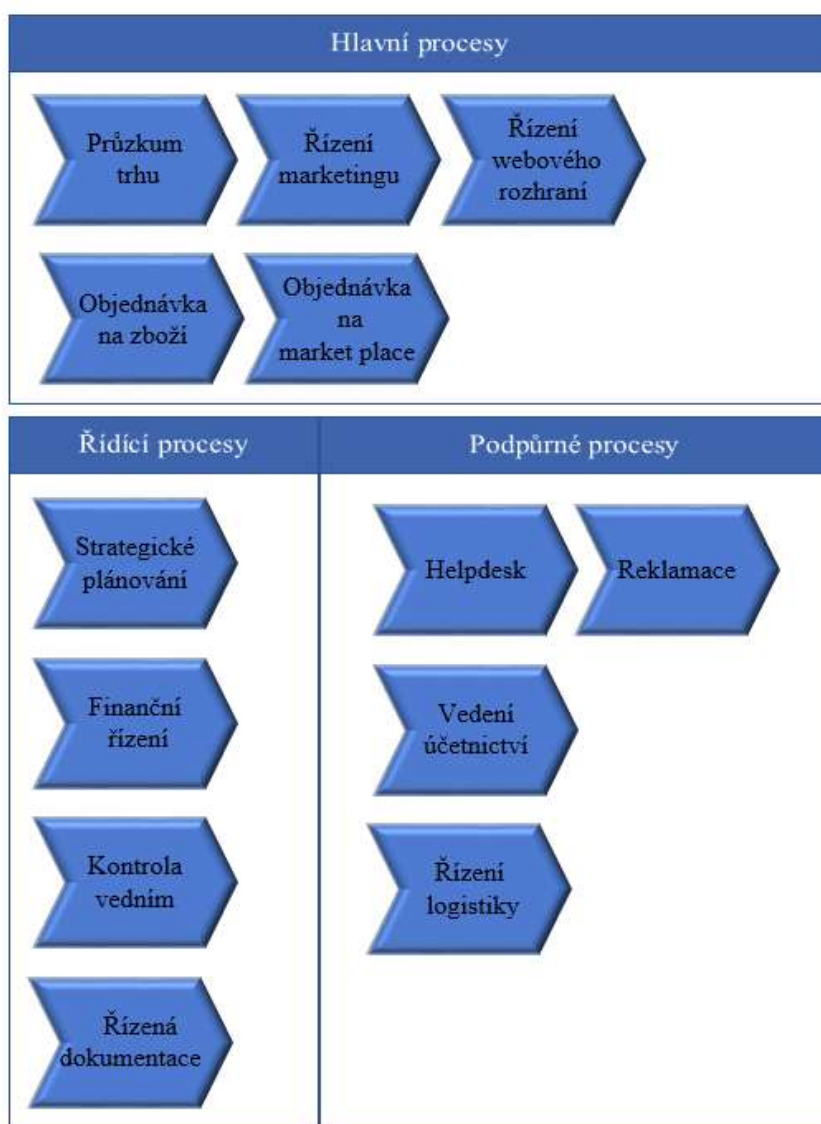 Hlavní procesy
Průzkum
trhu
Řízení
marketingu
Řízení
webového
rozhraní
Objednávka
na zboží
Objednávka
na
market place
Řídící procesy
Strategické
plánování
Finanční
řízení
Kontrola
vedním
Řízená
dokumentace
Podpůrné procesy
Helpdesk
Reklamace
Vedení
účetnictví
Řízení
logistiky